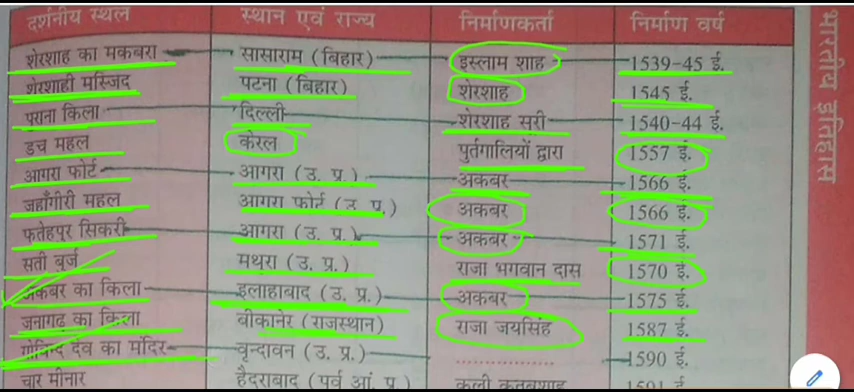 दर्शनीय स्थल स्थान एवं राज्य निर्माणकर्ता निर्माण वर्ष
शेरशाह का मकबरा सासाराम (बिहार) इस्लाम शाह 1539-45 ई.
शेरशाही मस्जिद पटना (बिहार) शेरशाह 1545 ई.
पुराना किला दिल्ली शेरशाह सूरी 1540-44 ई.
डच महल केरल पुर्तगालियों द्वारा 1557 ई.
आगरा फोर्ट आगरा (उ. प्र.) अकबर 1566 ई.
जहाँगीरी महल आगरा फोर्ट (उ. प्र.) अकबर 1566 ई.
फतेहपुर सिकरी आगरा (उ. प्र.) अकबर 1571 ई.
सती बुर्ज मथुरा (उ. प्र.) राजा भगवान दास 1570 ई.
अकबर का किला इलाहाबाद (उ. प्र.) अकबर 1575 ई.
जूनागढ़ का किला बीकानेर (राजस्थान) राजा जयसिंह 1587 ई.
गोविन्द देव का मंदिर वृन्दावन (उ. प्र.) .................. 1590 ई.
चार मीनार हैदराबाद (पूर्व आं. प्र.) कुली कुतुबशाह 1591 ई.
भारतीय इतिहास